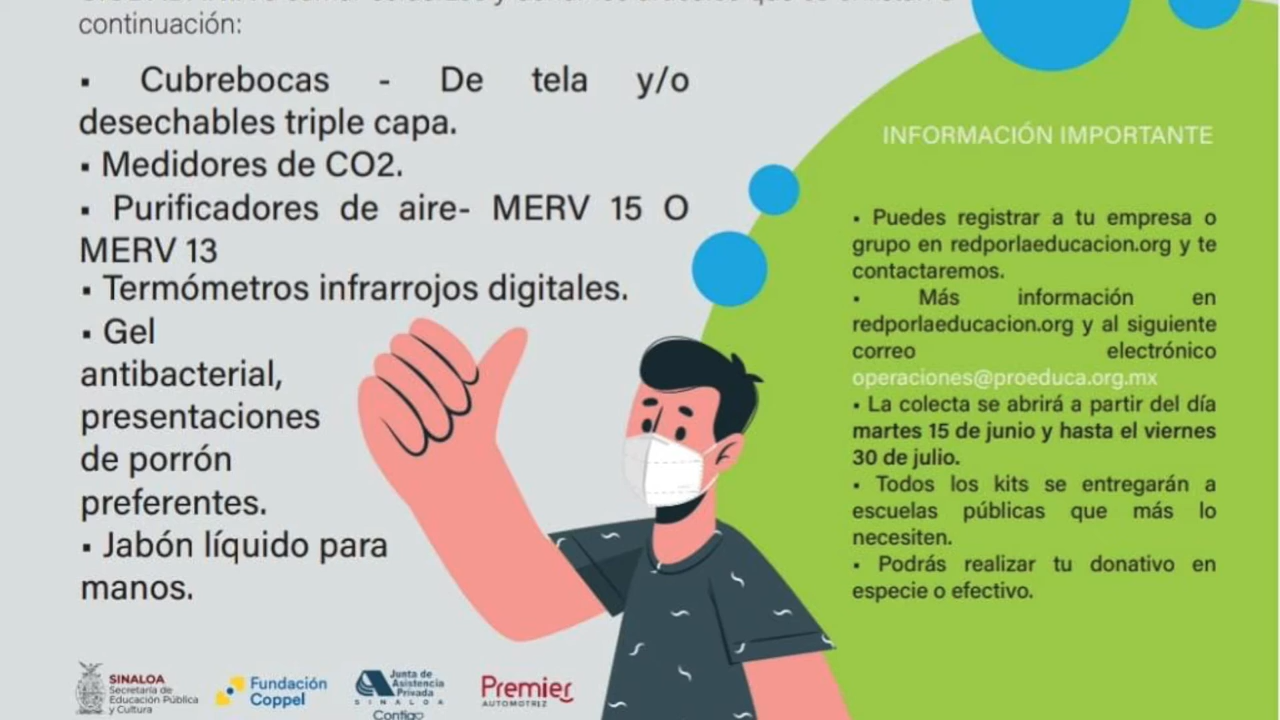 continuación:
▪ Cubrebocas - De tela y/o
desechables triple capa.
▪ Medidores de CO2.
▪ Purificadores de aire- MERV 15 O
MERV 13
▪ Termómetros infrarrojos digitales.
▪ Gel
antibacterial,
presentaciones
de porrón
preferentes.
▪ Jabón líquido para
manos.
INFORMACIÓN IMPORTANTE
▪ Puedes registrar a tu empresa o
grupo en redporlaeducacion.org y te
contactaremos.
▪ Más información en
redporlaeducacion.org y al siguiente
correo electrónico
operaciones@proeduca.org.mx
▪ La colecta se abrirá a partir del día
martes 15 de junio y hasta el viernes
30 de julio.
▪ Todos los kits se entregarán a
escuelas públicas que más lo
necesiten.
▪ Podrás realizar tu donativo en
especie o efectivo.
SINALOA
Secretaría de
Educación Pública
y Cultura
Fundación
Coppel
Junta de
Asistencia
Privada
SINALOA
Contigo
Premier
AUTOMOTRIZ